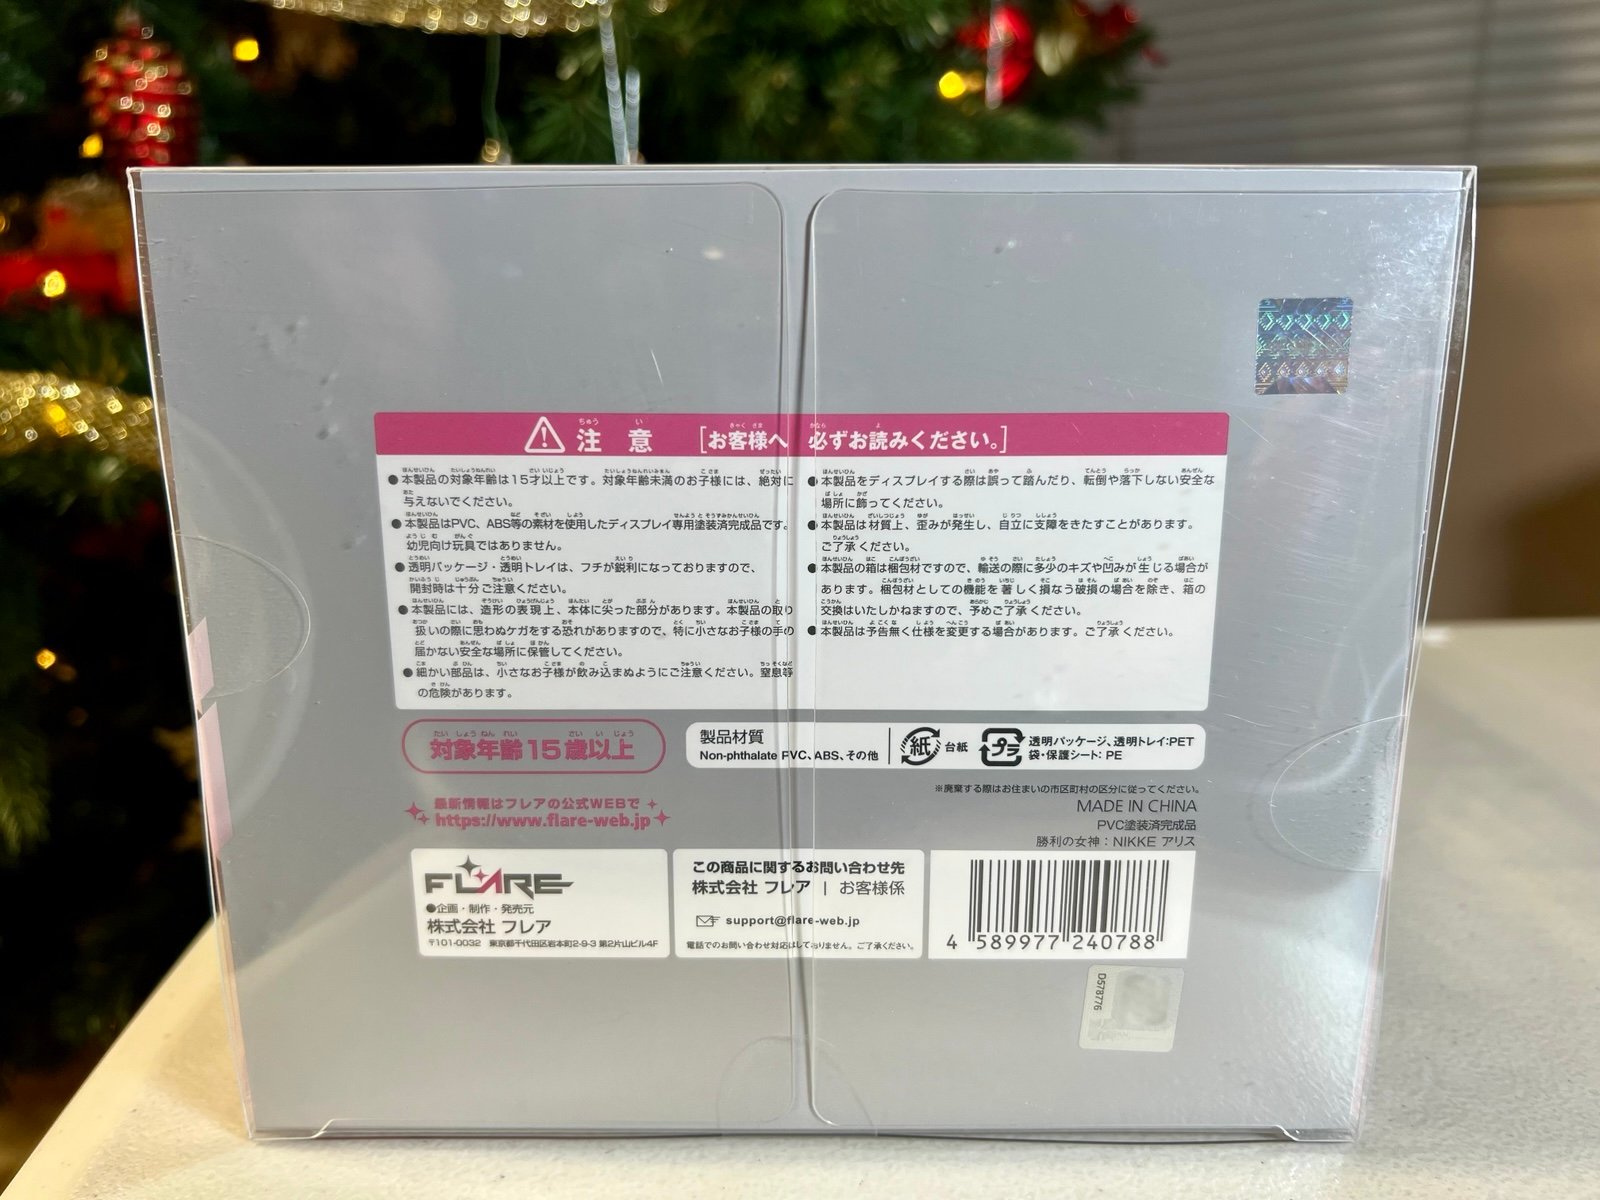 注意 [お客様へ 必ずお読みください。]
●本製品の対象年齢は15才以上です。対象年齢未満のお子様には、絶対に
与えないでください。
●本製品はPVC、ABS等の素材を使用したディスプレイ専用塗装済完成品です。
幼児向け玩具ではありません。
●透明パッケージ・透明トレイは、フチが鋭利になっておりますので、
開封時は十分ご注意ください。
●本製品には、造形の表現上、本体に尖った部分があります。本製品の取り
扱いの際に思わぬケガをする恐れがありますので、特に小さなお子様の手の
届かない安全な場所に保管してください。
●細かい部品は、小さなお子様が飲み込まぬようにご注意ください。窒息等
の危険があります。
●本製品をディスプレイする際は誤って踏んだり、転倒や落下しない安全な
場所に飾ってください。
●本製品は材質上、歪みが発生し、自立に支障をきたすことがあります。
ご了承ください。
●本製品の箱は梱包材ですので、輸送の際に多少のキズや凹みが生じる場合が
あります。梱包材としての機能を著しく損なう破損の場合を除き、箱の
交換はいたしかねますので、予めご了承ください。
●本製品は予告無く仕様を変更する場合があります。ご了承ください。
対象年齢15歳以上
製品材質
Non-phthalate PVC、ABS、その他
紙 台紙
プラ 透明パッケージ、透明トレイ:PET
袋・保護シート:PE
※廃棄する際はお住まいの市区町村の区分に従ってください。
MADE IN CHINA
PVC塗装済完成品
勝利の女神：NIKKE アリス
最新情報はフレアの公式WEBで
https://www.flare-web.jp
FLARE
●企画・制作・発売元
株式会社 フレア
〒101-0032 東京都千代田区岩本町2-9-3 第2片山ビル4F
この商品に関するお問い合わせ先
株式会社 フレア | お客様係
support@flare-web.jp
電話でのお問い合わせ対応はしておりません。ご了承ください。
4 589977 240788
D578776